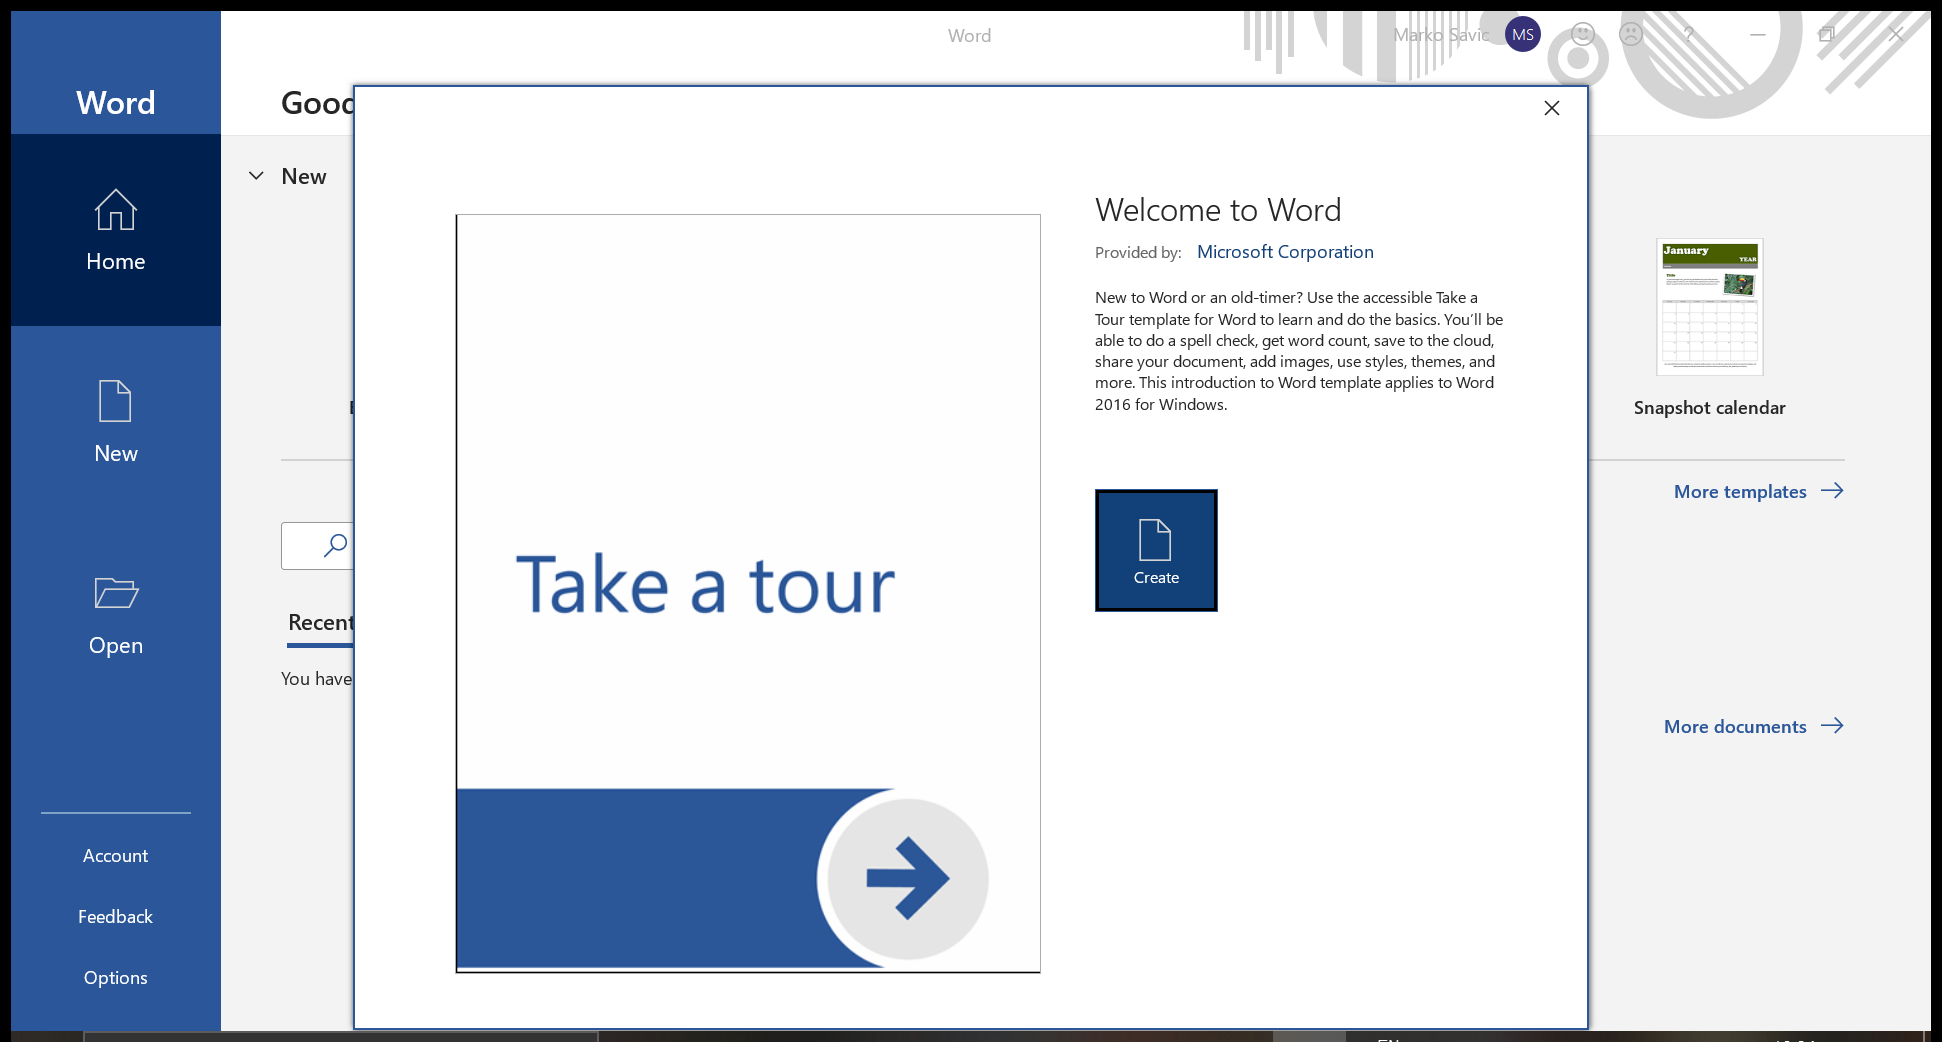 Word
Marko Savic
MS
?
Word
Good
Home
New
Open
Account
Feedback
Options
New
Recent
You have
Welcome to Word
Provided by: Microsoft Corporation
New to Word or an old-timer? Use the accessible Take a
Tour template for Word to learn and do the basics. You’ll be
able to do a spell check, get word count, save to the cloud,
share your document, add images, use styles, themes, and
more. This introduction to Word template applies to Word
2016 for Windows.
Create
Take a tour
January
YEAR
Title
Snapshot calendar
More templates
More documents